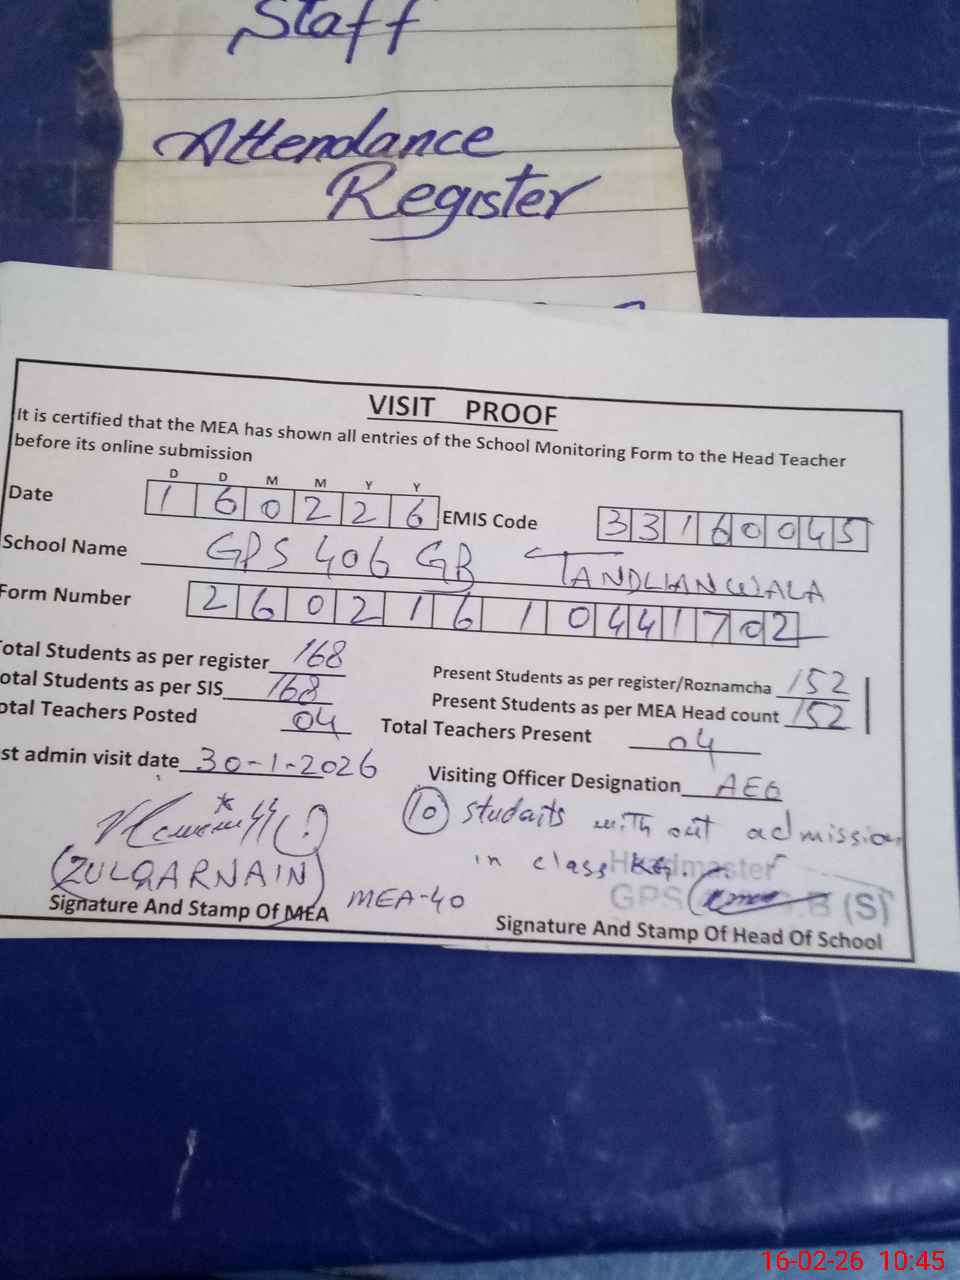 Staff
Attendance
Register
VISIT PROOF
It is certified that the MEA has shown all entries of the School Monitoring Form to the Head Teacher
before its online submission
D D M M Y Y
Date 1 6 0 2 2 6 EMIS Code 3 3 1 6 0 0 4 5
School Name GPS 406 GB TANDLIANWALA
Form Number 2 6 0 2 1 6 1 0 4 4 1 7 0 2
otal Students as per register 168
Present Students as per register/Roznamcha 152
otal Students as per SIS 168
Present Students as per MEA Head count 152
otal Teachers Posted 04 Total Teachers Present 04
st admin visit date 30-1-2026 Visiting Officer Designation AEO
10 students with out admission
in class Headmaster
(ZULQARNAIN) MEA-40 GPS (S)
Signature And Stamp Of MEA
Signature And Stamp Of Head Of School
16-02-26 10:45